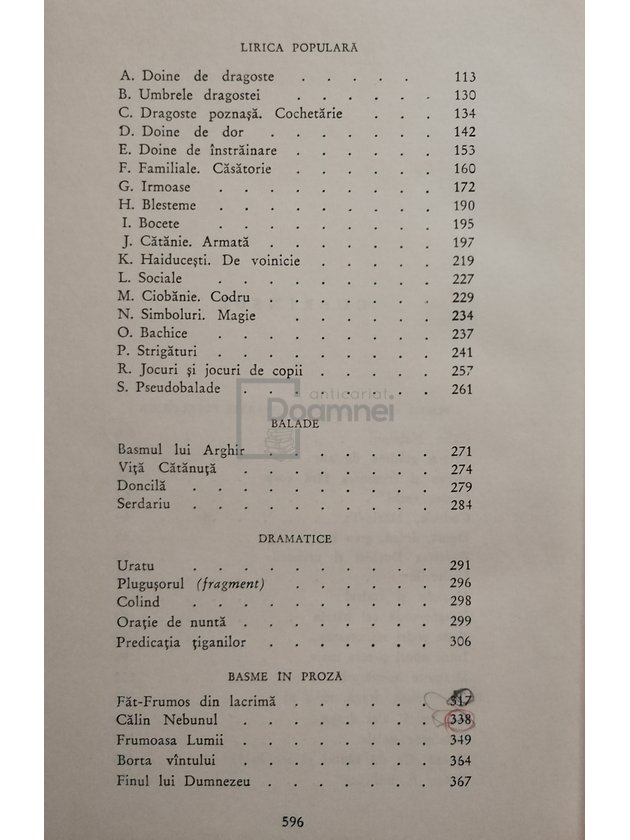 LIRICA POPULARĂ
A. Doine de dragoste . . . . . 113
B. Umbrele dragostei . . . . . . 130
C. Dragoste poznașă. Cochetărie . . . 134
D. Doine de dor . . . . . . . 142
E. Doine de înstrăinare . . . . . . 153
F. Familiale. Căsătorie . . . . . . 160
G. Irmoase . . . . . . . . 172
H. Blesteme . . . . . . . . 190
I. Bocete . . . . . . . . 195
J. Cătănie. Armată . . . . . . . 197
K. Haiducești. De voinicie . . . . . 219
L. Sociale . . . . . . . . 227
M. Ciobănie. Codru . . . . . . . 229
N. Simboluri. Magie . . . . . . 234
O. Bachice . . . . . . . . 237
P. Strigături . . . . . . . . 241
R. Jocuri și jocuri de copii . . . . . 257
S. Pseudobalade . . . . . . . 261
anticariat
Doamnei
BALADE
Basmul lui Arghir . . . . . . . 271
Viță Cătănuță . . . . . . . . 274
Doncilă . . . . . . . . . 279
Serdariu . . . . . . . . . 284
DRAMATICE
Uratu . . . . . . . . . . 291
Plugușorul (fragment) . . . . . . 296
Colind . . . . . . . . . 298
Orație de nuntă . . . . . . . . 299
Predicația țiganilor . . . . . . . 306
BASME ÎN PROZĂ
Făt-Frumos din lacrimă . . . . . . 317
Călin Nebunul . . . . . . . . 338
Frumoasa Lumii . . . . . . . . 349
Borta vîntului . . . . . . . . 364
Finul lui Dumnezeu . . . . . . . 367
596